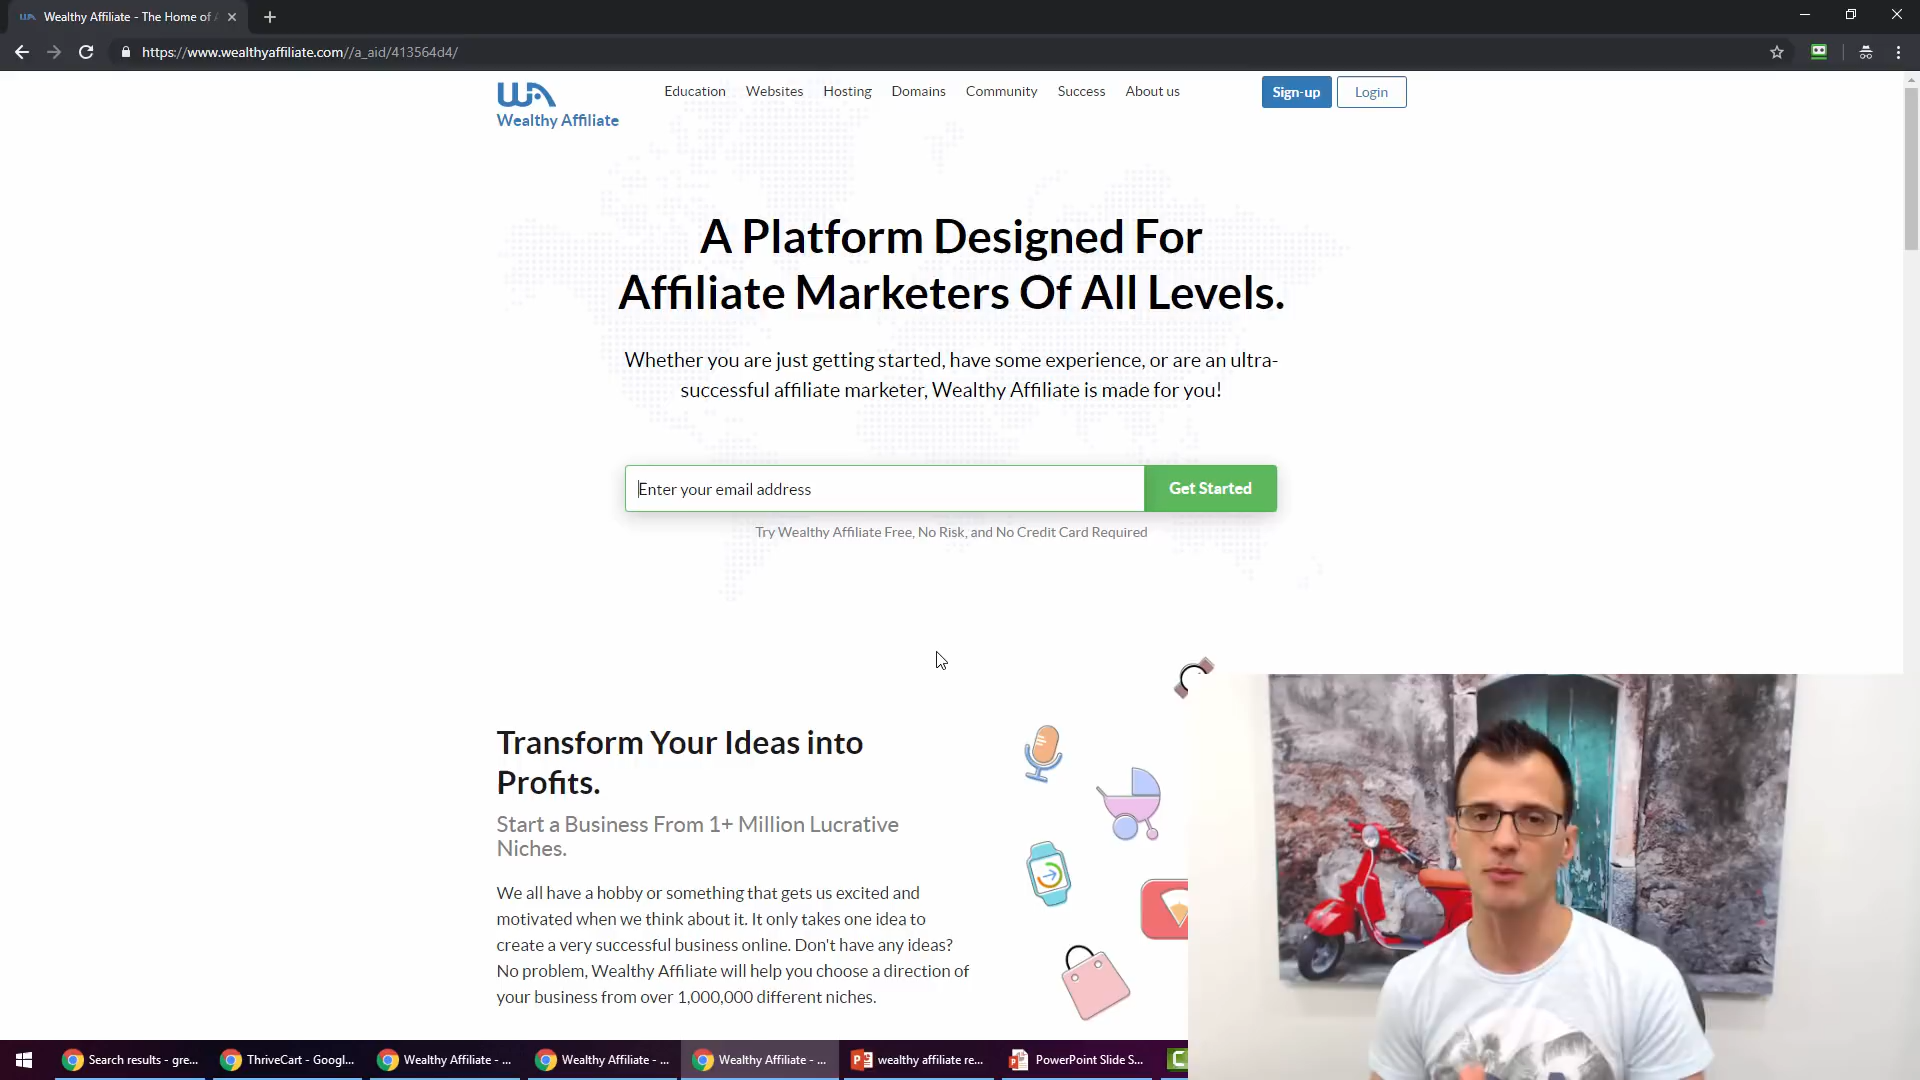 Wealthy Affiliate - The Home of
https://www.wealthyaffiliate.com//a_aid/413564d4/
WA
Wealthy Affiliate
Education
Websites
Hosting
Domains
Community
Success
About us
Sign-up
Login
A Platform Designed For
Affiliate Marketers Of All Levels.
Whether you are just getting started, have some experience, or are an ultra-
successful affiliate marketer, Wealthy Affiliate is made for you!
Enter your email address
Get Started
Try Wealthy Affiliate Free, No Risk, and No Credit Card Required
Transform Your Ideas into
Profits.
Start a Business From 1+ Million Lucrative
Niches.
We all have a hobby or something that gets us excited and
motivated when we think about it. It only takes one idea to
create a very successful business online. Don't have any ideas?
No problem, Wealthy Affiliate will help you choose a direction of
your business from over 1,000,000 different niches.
Search results - gre...
ThriveCart - Googl...
Wealthy Affiliate - ...
Wealthy Affiliate - ...
Wealthy Affiliate - ...
wealthy affiliate re...
PowerPoint Slide S...